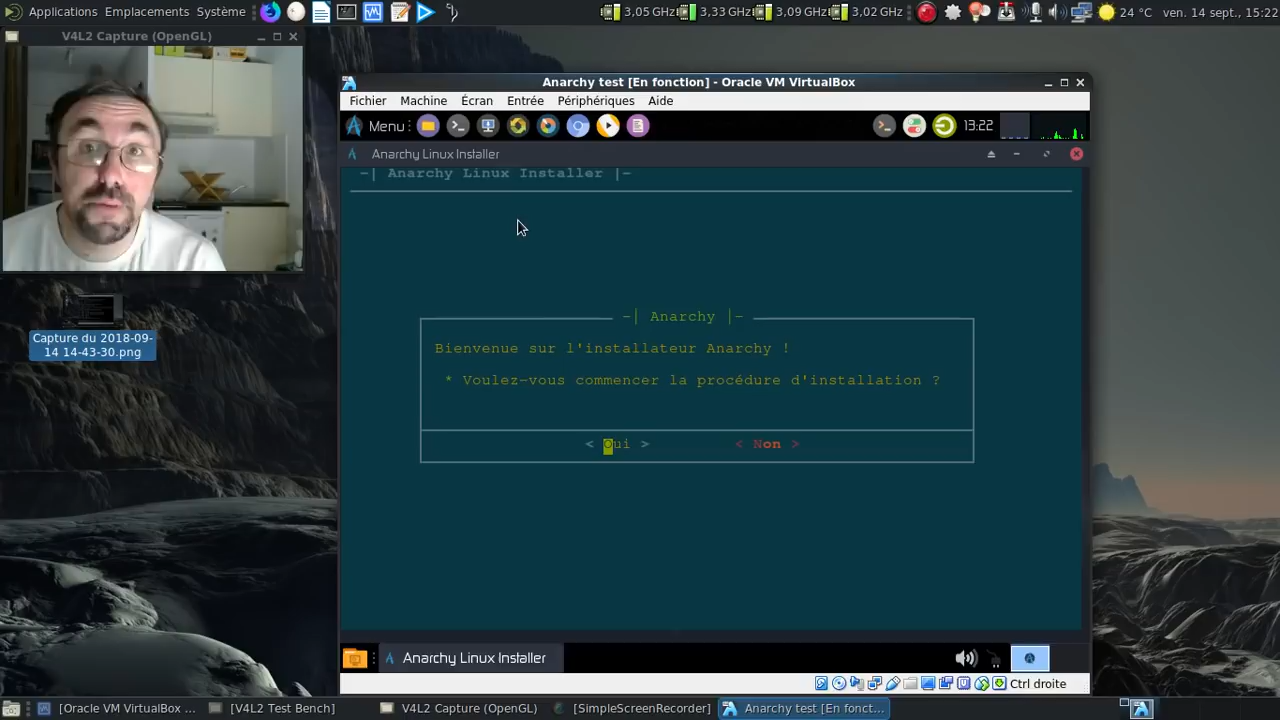 Applications Emplacements Système
3,05 GHz 3,33 GHz 3,09 GHz 3,02 GHz
24 °C ven. 14 sept., 15:22
V4L2 Capture (OpenGL)
Capture du 2018-09-
14 14-43-30.png
Anarchy test [En fonction] - Oracle VM VirtualBox
Fichier Machine Écran Entrée Périphériques Aide
Menu 13:22
Anarchy Linux Installer
-| Anarchy Linux Installer |-
-| Anarchy |-
Bienvenue sur l'installateur Anarchy !
* Voulez-vous commencer la procédure d'installation ?
< Oui > < Non >
Anarchy Linux Installer
Ctrl droite
[Oracle VM VirtualBox ... [V4L2 Test Bench] V4L2 Capture (OpenGL) [SimpleScreenRecorder] Anarchy test [En fonct...